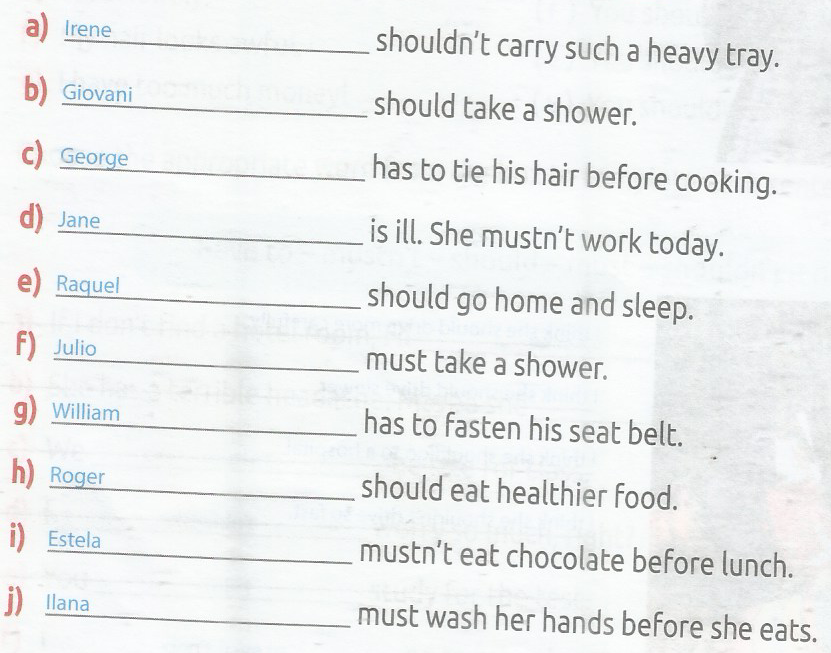 a) Irene shouldn't carry such a heavy tray.
b) Giovani should take a shower.
c) George has to tie his hair before cooking.
d) Jane is ill. She mustn't work today.
e) Raquel should go home and sleep.
f) Julio must take a shower.
g) William has to fasten his seat belt.
h) Roger should eat healthier food.
i) Estela mustn't eat chocolate before lunch.
j) Ilana must wash her hands before she eats.